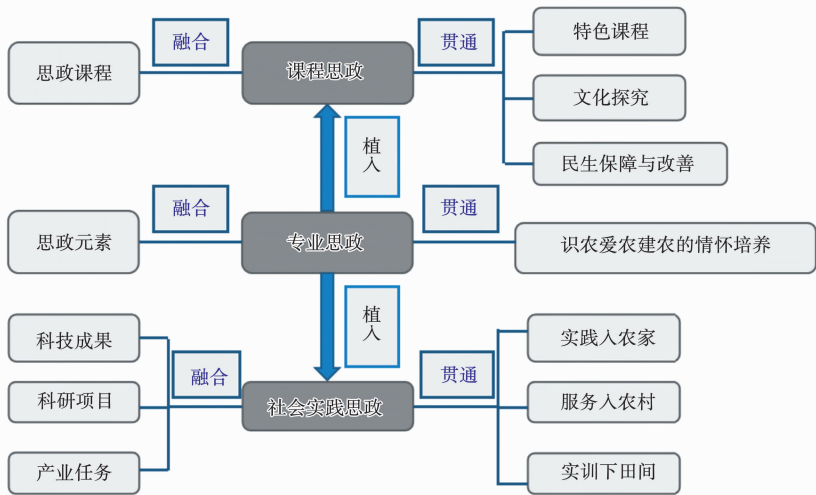 特色课程
融合
贯通
思政课程
课程思政
文化探究
植
入
民生保障与改善
融合
贯通
思政元素
专业思政
识农爱农建农的情怀培养
植
入
科技成果
实践入农家
融合
贯通
科研项目
社会实践思政
服务入农村
产业任务
实训下田间